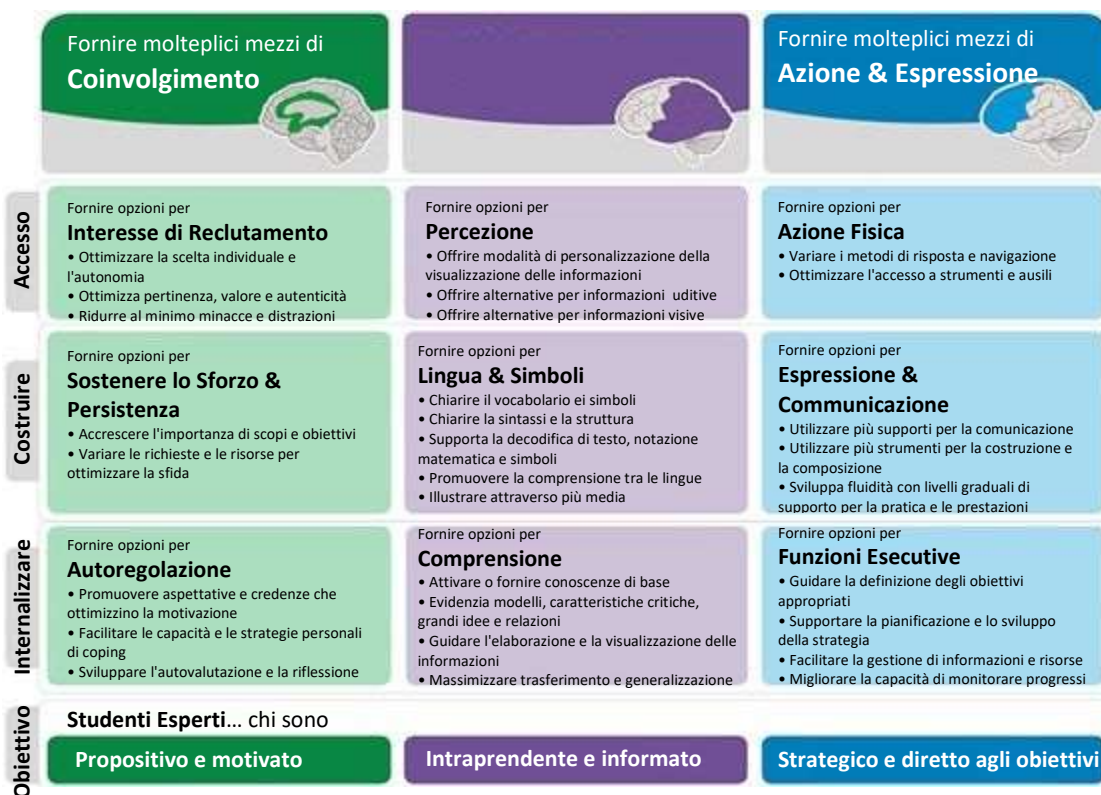 Fornire molteplici mezzi di
Coinvolgimento
Fornire molteplici mezzi di
Azione & Espressione
Accesso
Fornire opzioni per
Interesse di Reclutamento
• Ottimizzare la scelta individuale e
l'autonomia
• Ottimizza pertinenza, valore e autenticità
• Ridurre al minimo minacce e distrazioni
Fornire opzioni per
Percezione
• Offrire modalità di personalizzazione della
visualizzazione delle informazioni
• Offrire alternative per informazioni uditive
• Offrire alternative per informazioni visive
Fornire opzioni per
Azione Fisica
• Variare i metodi di risposta e navigazione
• Ottimizzare l'accesso a strumenti e ausili
Costruire
Fornire opzioni per
Sostenere lo Sforzo &
Persistenza
• Accrescere l'importanza di scopi e obiettivi
• Variare le richieste e le risorse per
ottimizzare la sfida
Fornire opzioni per
Lingua & Simboli
• Chiarire il vocabolario ei simboli
• Chiarire la sintassi e la struttura
• Supporta la decodifica di testo, notazione
matematica e simboli
• Promuovere la comprensione tra le lingue
• Illustrare attraverso più media
Fornire opzioni per
Espressione &
Communicazione
• Utilizzare più supporti per la comunicazione
• Utilizzare più strumenti per la costruzione e
la composizione
• Sviluppa fluidità con livelli graduali di
supporto per la pratica e le prestazioni
Internalizzare
Fornire opzioni per
Autoregolazione
• Promuovere aspettative e credenze che
ottimizzino la motivazione
• Facilitare le capacità e le strategie personali
di coping
• Sviluppare l'autovalutazione e la riflessione
Fornire opzioni per
Comprensione
• Attivare o fornire conoscenze di base
• Evidenzia modelli, caratteristiche critiche,
grandi idee e relazioni
• Guidare l'elaborazione e la visualizzazione delle
informazioni
• Massimizzare trasferimento e generalizzazione
Fornire opzioni per
Funzioni Esecutive
• Guidare la definizione degli obiettivi
appropriati
• Supportare la pianificazione e lo sviluppo
della strategia
• Facilitare la gestione di informazioni e risorse
• Migliorare la capacità di monitorare progressi
Obiettivo
Studenti Esperti… chi sono
Propositivo e motivato
Intraprendente e informato
Strategico e diretto agli obiettivi